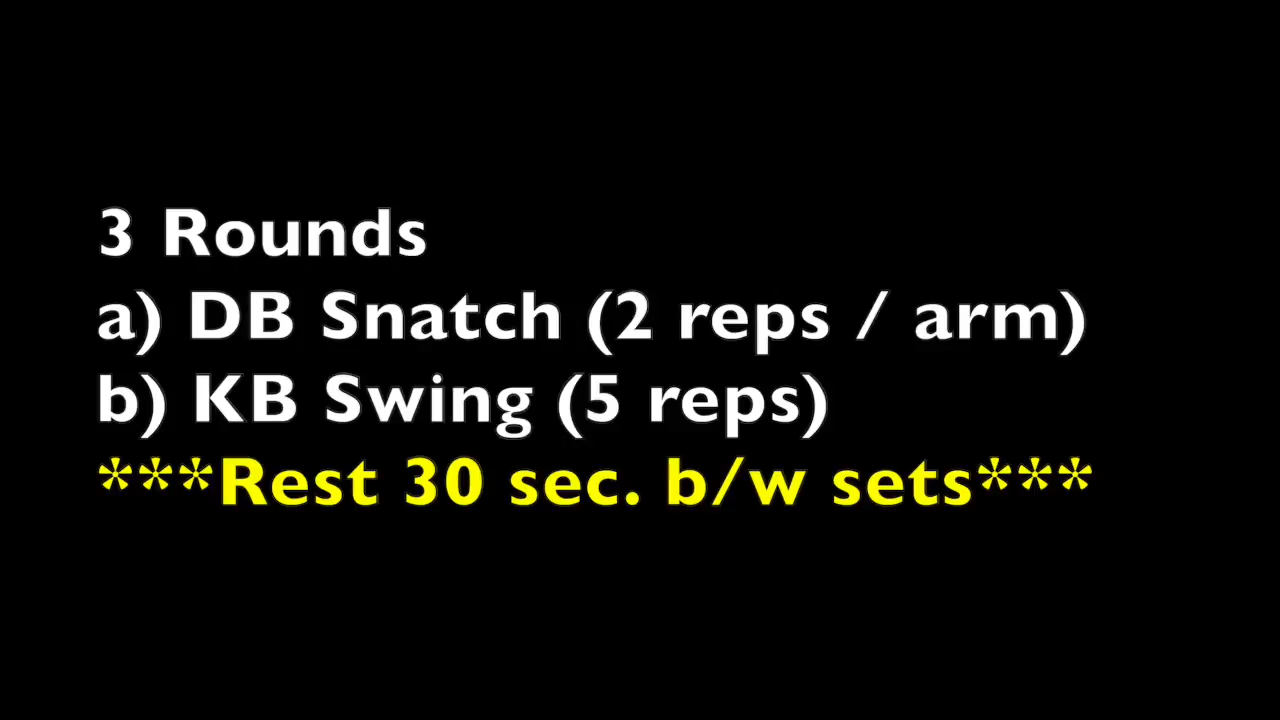 3 Rounds
a) DB Snatch (2 reps / arm)
b) KB Swing (5 reps)
***Rest 30 sec. b/w sets***